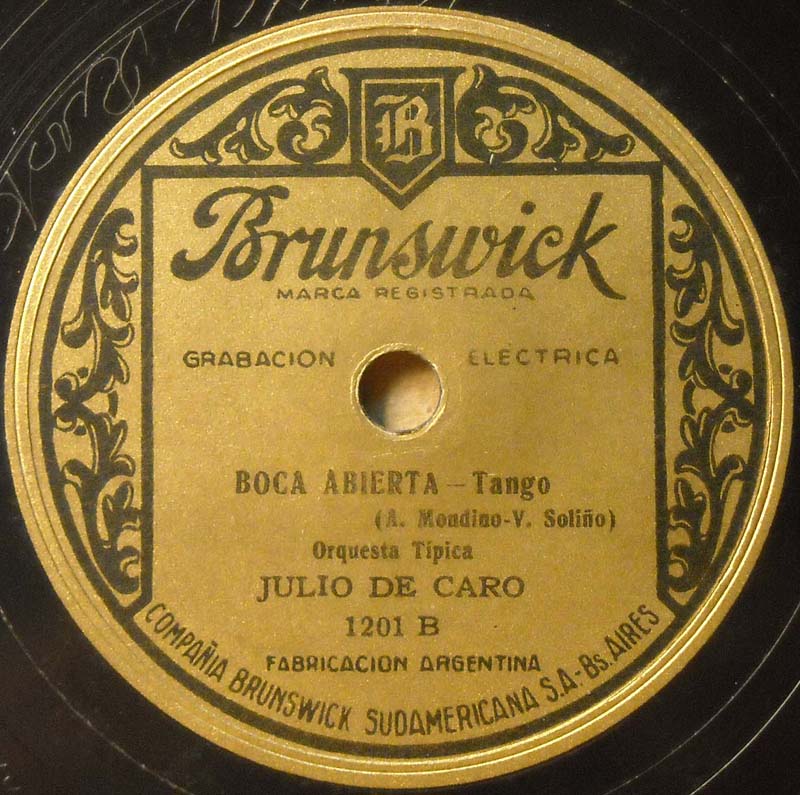 B
Brunswick
MARCA REGISTRADA
GRABACION ELECTRICA
BOCA ABIERTA - Tango
(A. Mondino-V. Soliño)
Orquesta Típica
JULIO DE CARO
1201 B
FABRICACION ARGENTINA
COMPAÑIA BRUNSWICK SUDAMERICANA S.A.-Bs. AIRES